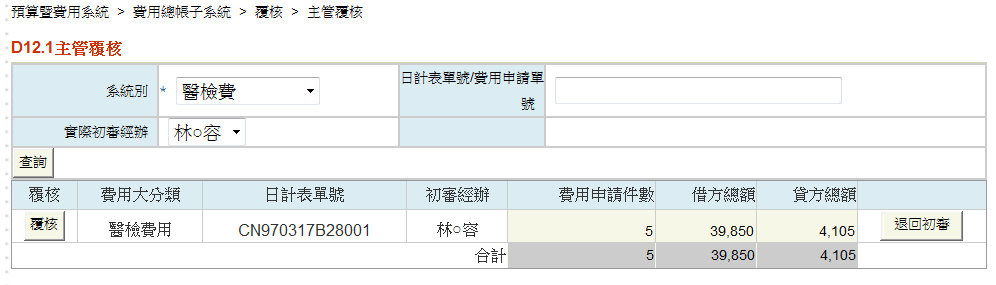 預算暨費用系統 > 費用總帳子系統 > 覆核 > 主管覆核
D12.1主管覆核
系統別 * 醫檢費 日計表單號/費用申請單號
實際初審經辦 林○容
查詢
覆核 費用大分類 日計表單號 初審經辦 費用申請件數 借方總額 貸方總額
覆核 醫檢費用 CN970317B28001 林○容 5 39,850 4,105 退回初審
合計 5 39,850 4,105